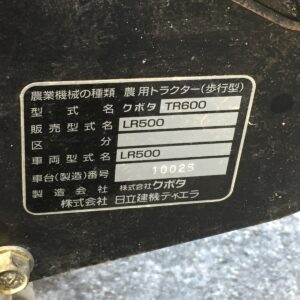 農業機械の種類 農用トラクター(歩行型)
型式名 クボタ TR600
販売型式名 LR500
区分
車両型式名 LR500
車台(製造)番号 10025
製造会社 株式会社クボタ
株式会社 日立建機ティエラ